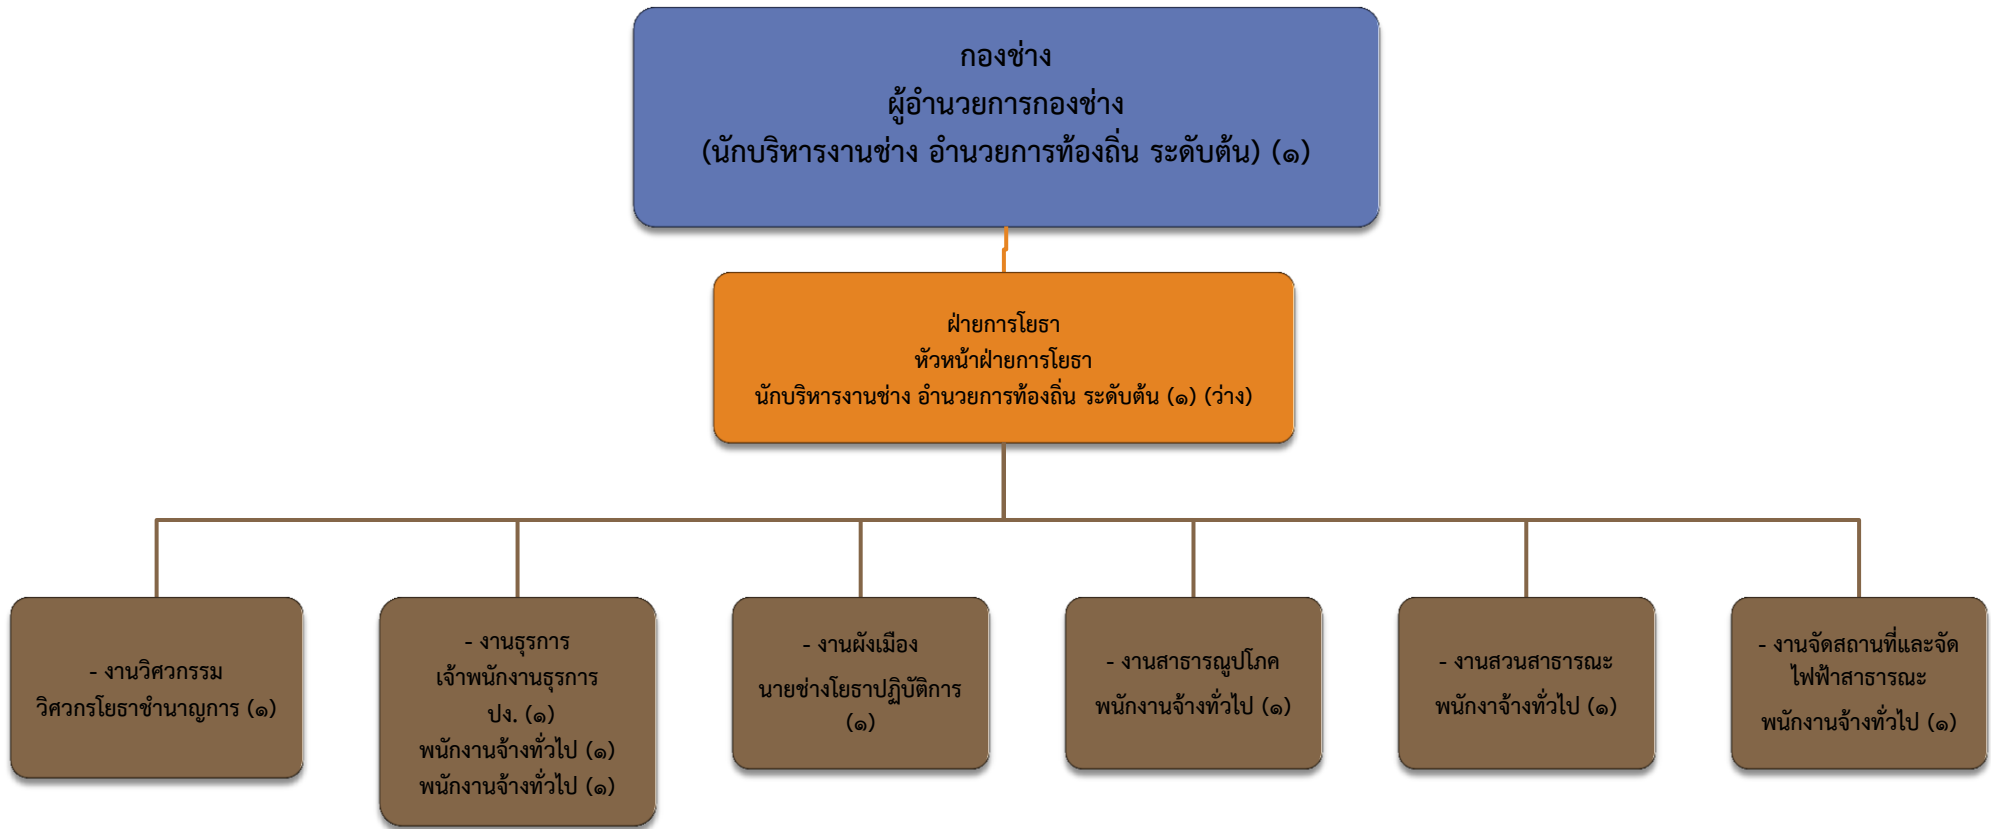 กองช่าง
ผู้อำนวยการกองช่าง
(นักบริหารงานช่าง อำนวยการท้องถิ่น ระดับต้น) (๑)
ฝ่ายการโยธา
หัวหน้าฝ่ายการโยธา
นักบริหารงานช่าง อำนวยการท้องถิ่น ระดับต้น (๑) (ว่าง)
- งานวิศวกรรม
วิศวกรโยธาชำนาญการ (๑)
- งานธุรการ
เจ้าพนักงานธุรการ
ปง. (๑)
พนักงานจ้างทั่วไป (๑)
พนักงานจ้างทั่วไป (๑)
- งานผังเมือง
นายช่างโยธาปฏิบัติการ
(๑)
- งานสาธารณูปโภค
พนักงานจ้างทั่วไป (๑)
- งานสวนสาธารณะ
พนักงาจ้างทั่วไป (๑)
- งานจัดสถานที่และจัด
ไฟฟ้าสาธารณะ
พนักงานจ้างทั่วไป (๑)